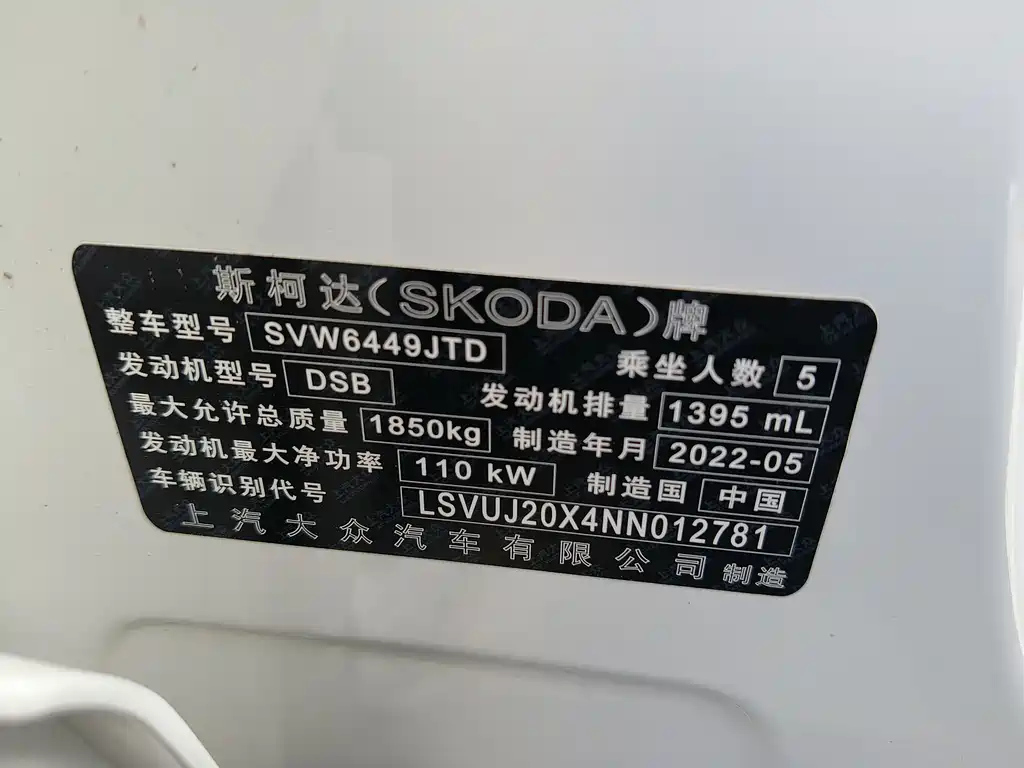 斯柯达(SKODA)牌
整车型号 SVW6449JTD 乘坐人数 5
发动机型号 DSB 发动机排量 1395 mL
最大允许总质量 1850kg 制造年月 2022-05
发动机最大净功率 110 kW 制造国 中国
车辆识别代号 LSVUJ20X4NN012781
上汽大众汽车有限公司 制造